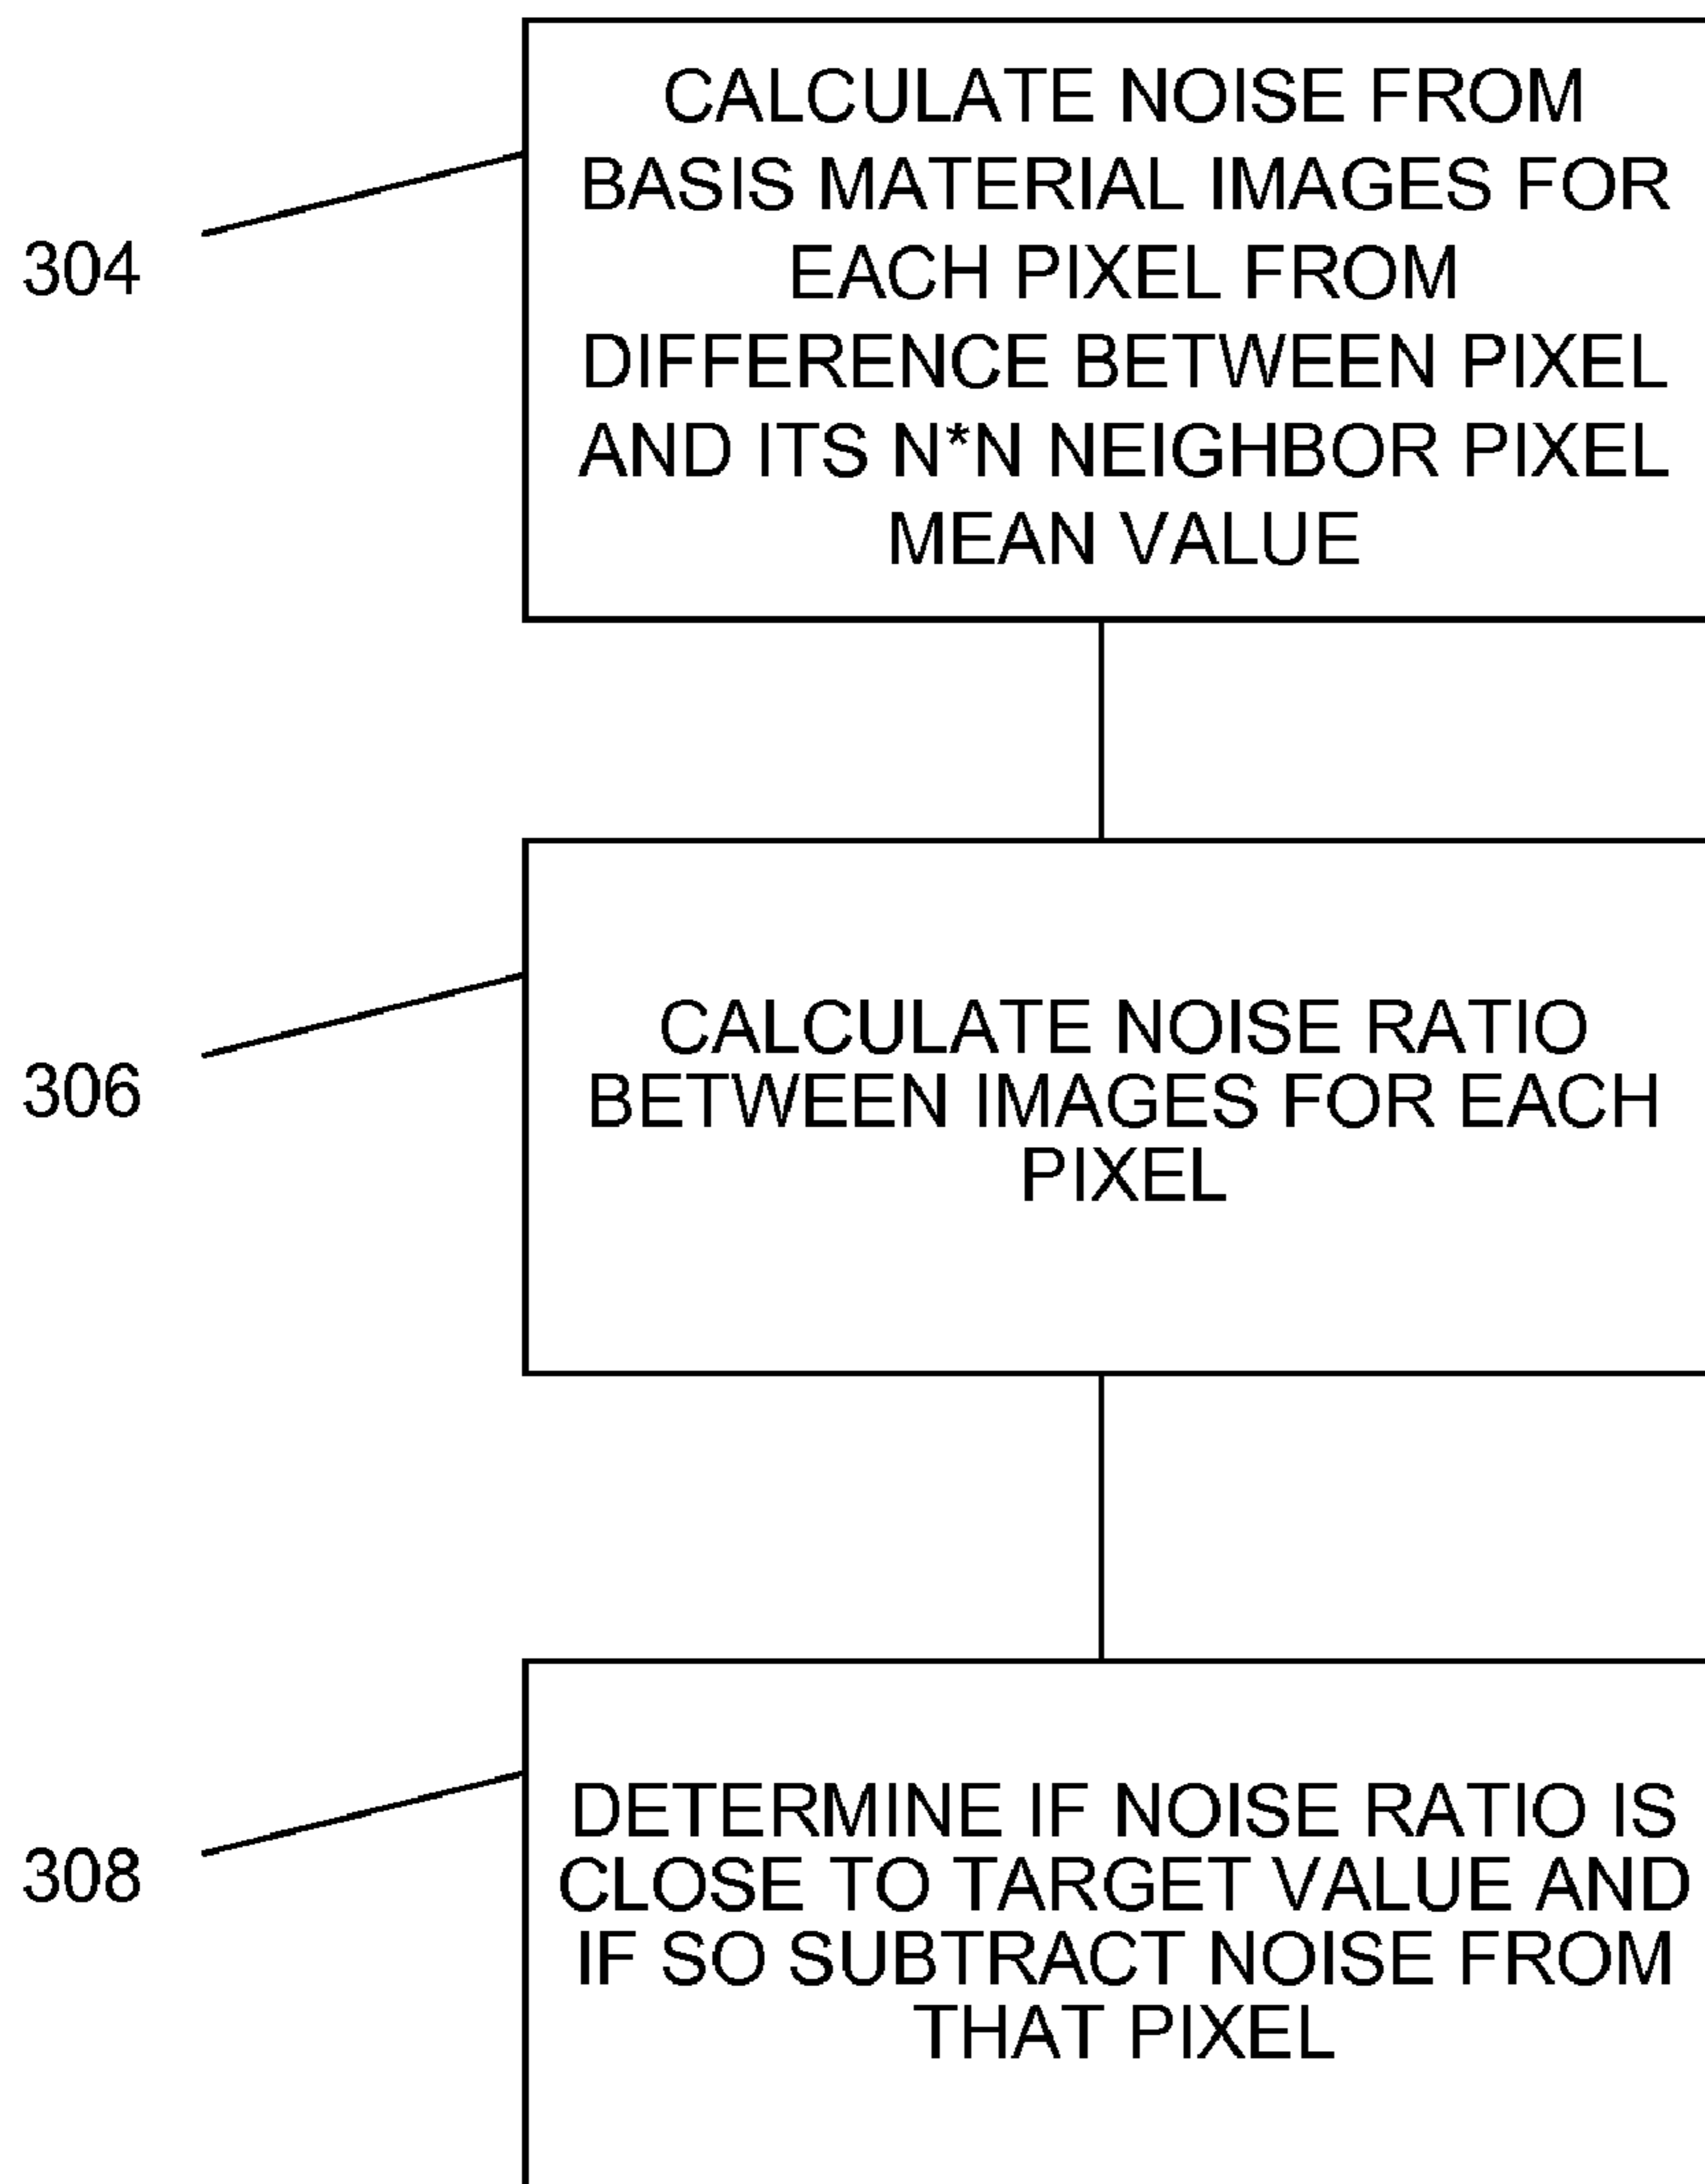 CALCULATE NOISE FROM
BASIS MATERIAL IMAGES FOR
EACH PIXEL FROM
DIFFERENCE BETWEEN PIXEL
AND ITS N*N NEIGHBOR PIXEL
MEAN VALUE
304
CALCULATE NOISE RATIO
BETWEEN IMAGES FOR EACH
PIXEL
306
DETERMINE IF NOISE RATIO IS
CLOSE TO TARGET VALUE AND
IF SO SUBTRACT NOISE FROM
THAT PIXEL
308